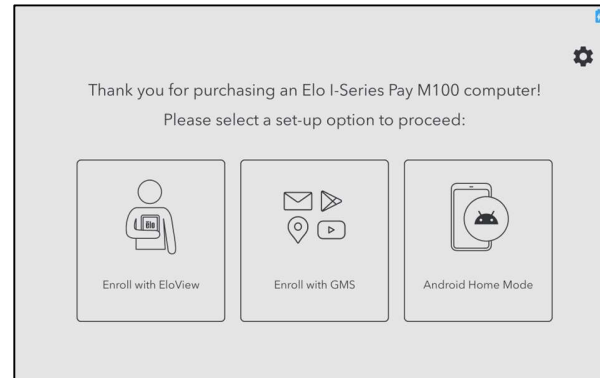 Thank you for purchasing an Elo I-Series Pay M100 computer!
Please select a set-up option to proceed:
Elo
Enroll with EloView
Enroll with GMS
Android Home Mode